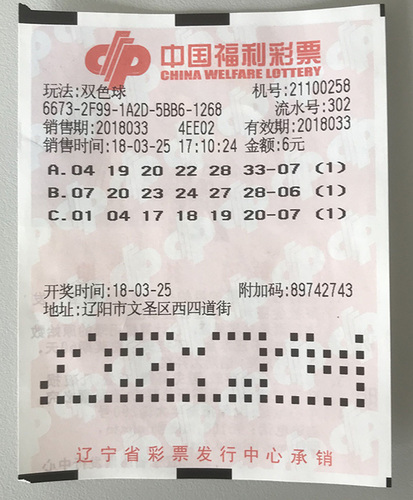 中国福利彩票
CHINA WELFARE LOTTERY
玩法:双色球 机号:21100258
6673-2F99-1A2D-5BB6-1268 流水号:302
销售期:2018033 4EE02 有效期:2018033
销售时间:18-03-25 17:10:24 金额:6元
A.04 19 20 22 28 33-07 (1)
B.07 20 23 24 27 28-06 (1)
C.01 04 17 18 19 20-07 (1)
开奖时间:18-03-25 附加码:89742743
地址:辽阳市文圣区西四道街
辽宁省彩票发行中心承销